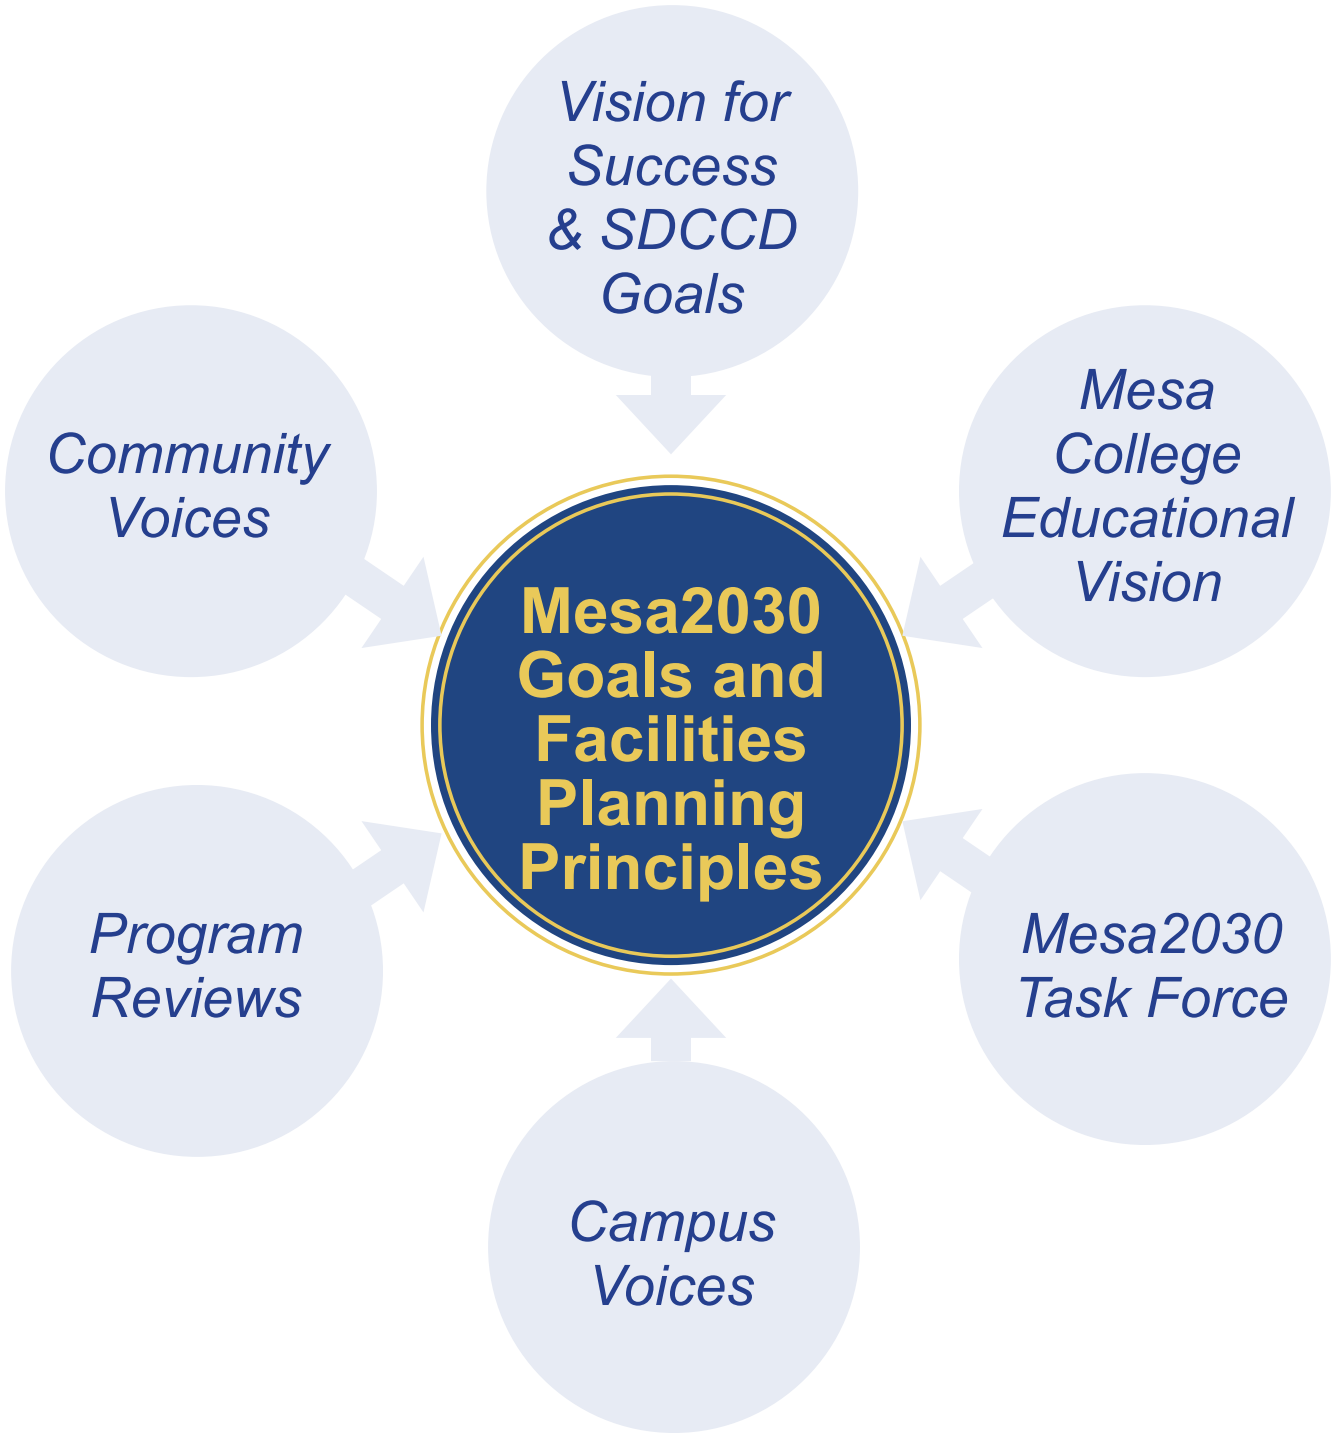 Vision for
Success
& SDCCD
Goals
Mesa
College
Educational
Vision
Community
Voices
Mesa2030
Goals and
Facilities
Planning
Principles
Program
Reviews
Mesa2030
Task Force
Campus
Voices